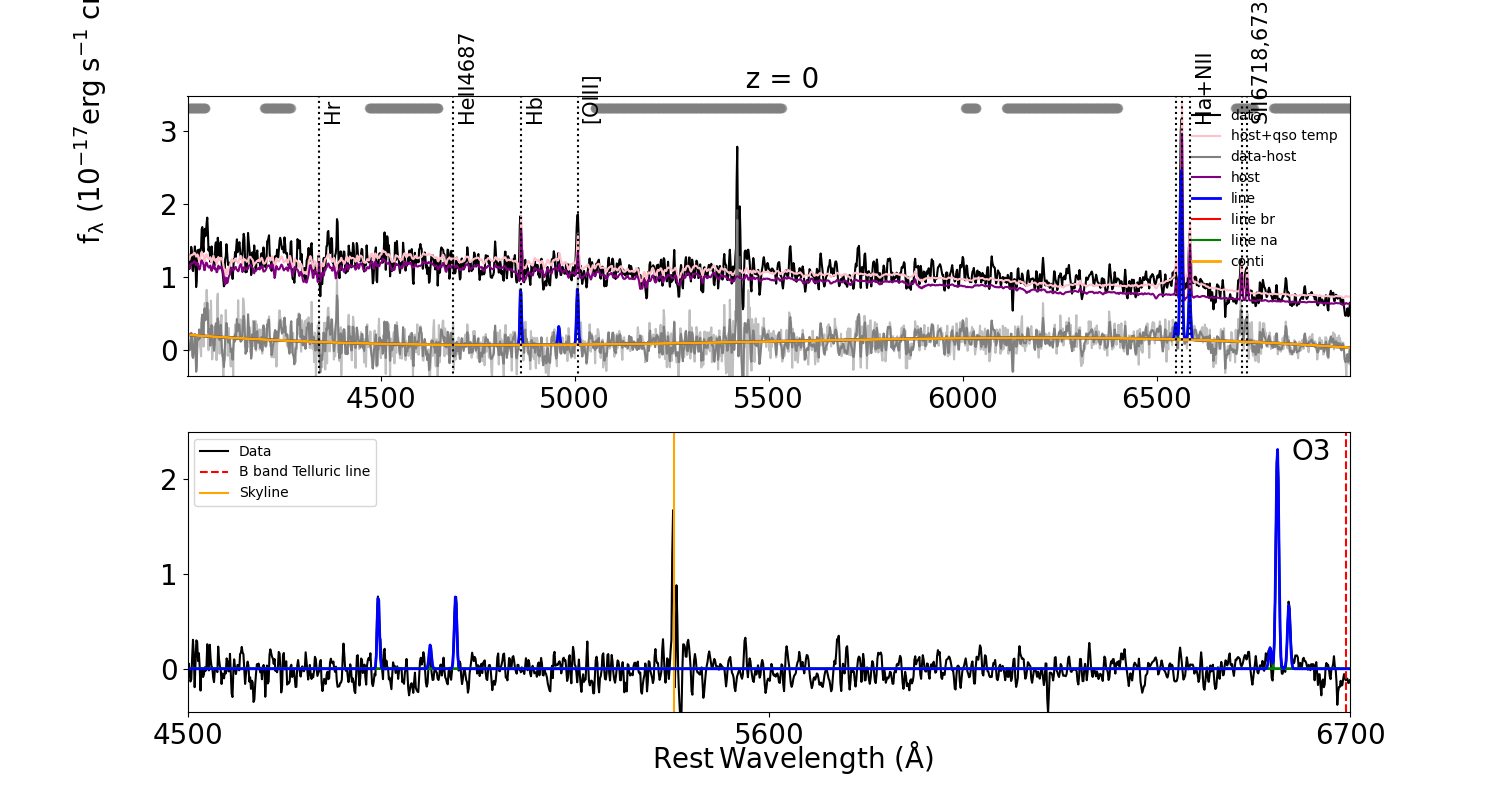 z = 0
Hr
HeII4687
Hb
[OIII]
Ha+NII
SII6718,673
fλ (10⁻¹⁷erg s⁻¹
3
2
1
0
data
host+qso temp
data-host
host
line
line br
line na
conti
4500
5000
5500
6000
6500
Data
B band Telluric line
Skyline
O3
2
1
0
4500
5600
6700
Rest Wavelength (Å)